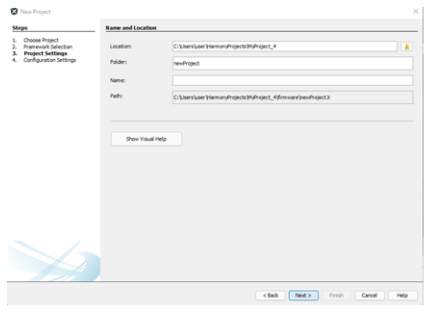 New Project
Steps
1. Choose Project
2. Framework Selection
3. Project Settings
4. Configuration Settings
Name and Location
Location: C:\Users\user\HarmonyProjects\MyProject_4
Folder: newProject
Name:
Path: C:\Users\user\HarmonyProjects\MyProject_4\firmware\newProject.X
Show Visual Help
< Back Next > Finish Cancel Help